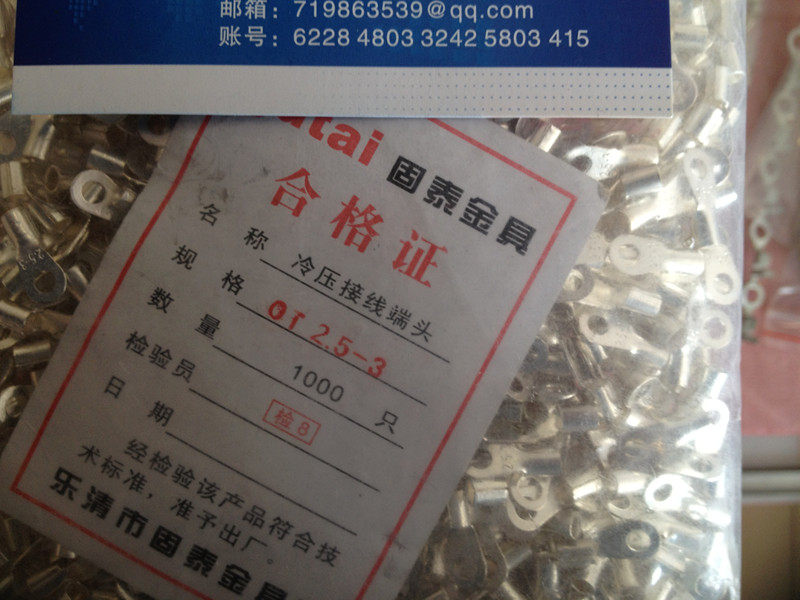 邮箱：719863539@qq.com
账号：6228 4803 3242 5803 415
utai 固泰金具
合格证
名称 冷压接线端头
规格 OT 2.5-3
数量 1000 只
检验员 检8
日期
经检验该产品符合技
术标准，准予出厂。
乐清市固泰金具